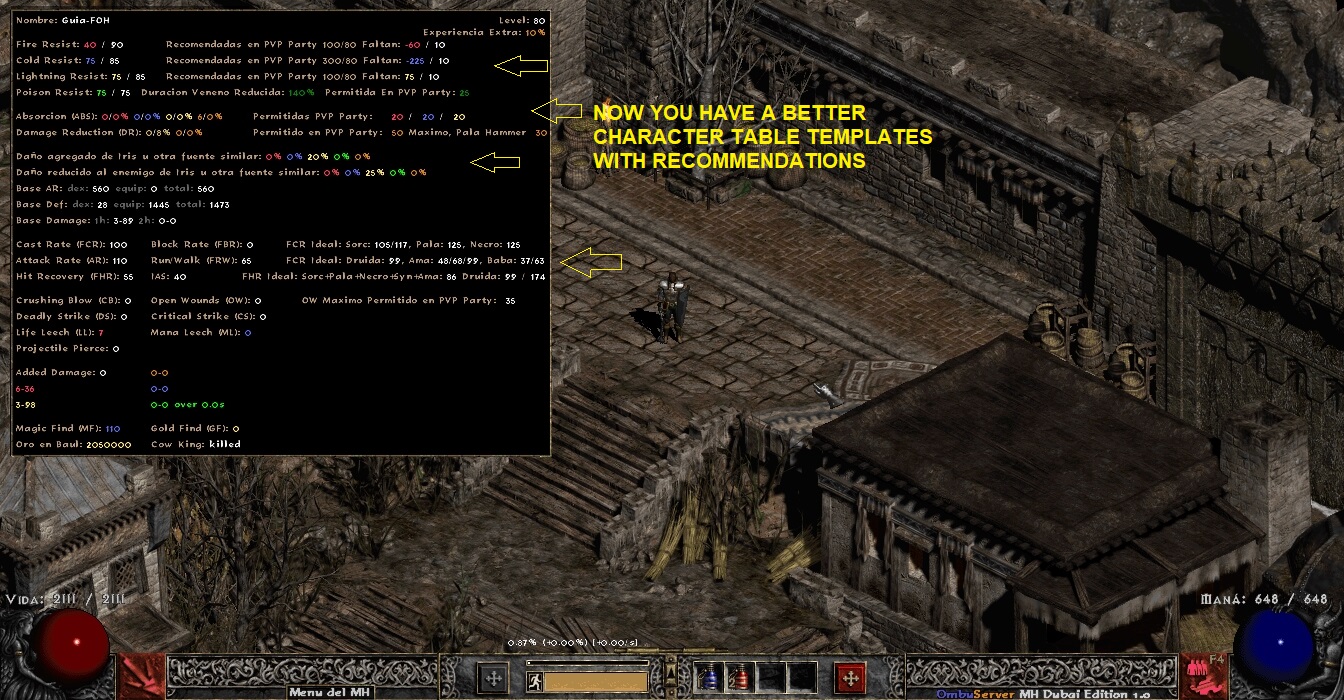 Nombre: Guia-FOH Level: 80
Experiencia Extra: 10%
Fire Resist: 40 / 90 Recomendadas en PVP Party 100/80 Faltan: -60 / 10
Cold Resist: 75 / 85 Recomendadas en PVP Party 300/80 Faltan: -225 / 10
Lightning Resist: 75 / 85 Recomendadas en PVP Party 100/80 Faltan: 75 / 10
Poison Resist: 75 / 75 Duracion Veneno Reducida: 140% Permitida En PVP Party: 25
Absorcion (ABS): 0/0% 0/0% 0/0% 6/0% Permitidas PVP Party: 20 / 20 / 20
Damage Reduction (DR): 0/8% 0/0% Permitido en PVP Party: 50 Maximo, Pala Hammer 30
Daño agregado de Iris u otra fuente similar: 0% 0% 20% 0% 0%
Daño reducido al enemigo de Iris u otra fuente similar: 0% 0% 25% 0% 0%
Base AR: dex: 560 equip: 0 total: 560
Base Def: dex: 28 equip: 1445 total: 1473
Base Damage: 1h: 3-89 2h: 0-0
Cast Rate (FCR): 100 Block Rate (FBR): 0 FCR Ideal: Sorc: 105/117, Pala: 125, Necro: 125
Attack Rate (AR): 110 Run/Walk (FRW): 65 FCR Ideal: Druida: 99, Ama: 48/68/99, Baba: 37/63
Hit Recovery (FHR): 55 IAS: 40 FHR Ideal: Sorc+Pala+Necro+Syn+Ama: 86 Druida: 99 / 174
Crushing Blow (CB): 0 Open Wounds (OW): 0 OW Maximo Permitido en PVP Party: 35
Deadly Strike (DS): 0 Critical Strike (CS): 0
Life Leech (LL): 7 Mana Leech (ML): 0
Projectile Pierce: 0
Added Damage: 0 0-0
6-36 0-0
3-98 0-0 over 0.0s
Magic Find (MF): 110 Gold Find (GF): 0
Oro en Baul: 2050000 Cow King: killed
NOW YOU HAVE A BETTER
CHARACTER TABLE TEMPLATES
WITH RECOMMENDATIONS
Vida: 2111 / 2111
Maná: 648 / 648
0.87% (+0.00%) [+0.00/s]
F4
Menu del MH
OmbuServer MH Dubai Edition 1.0